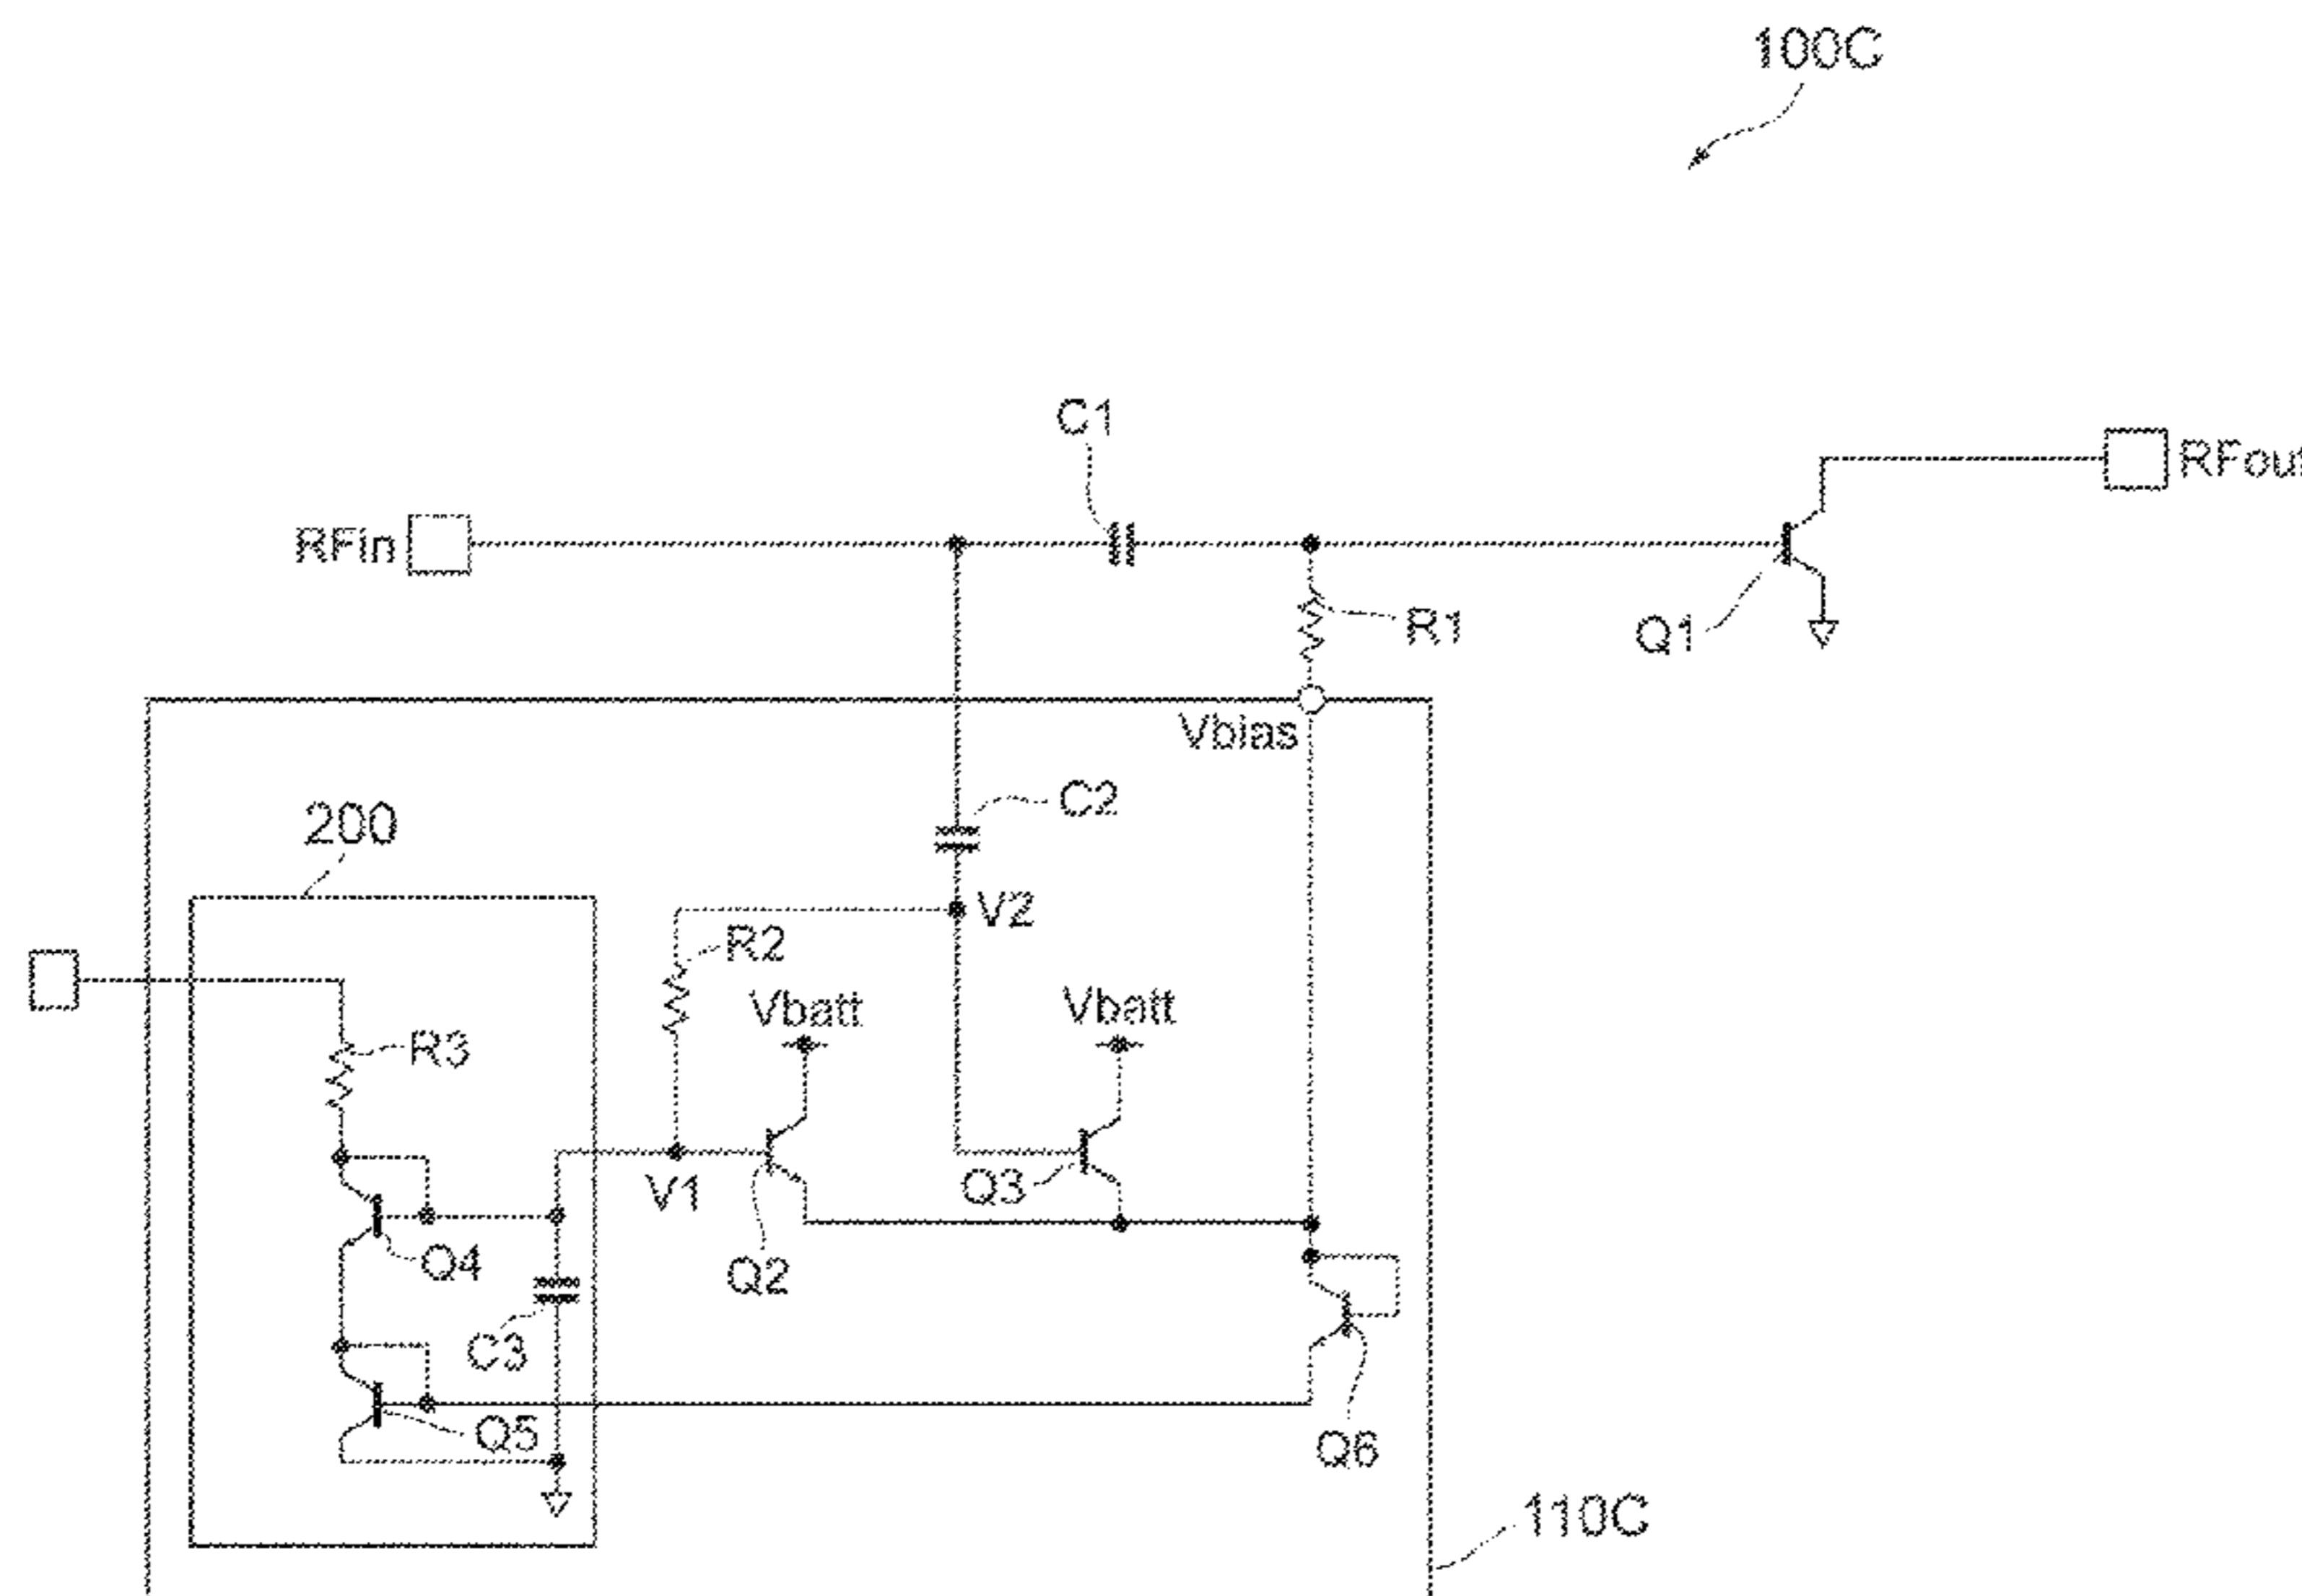 100C
C1
RFout
RFin
R1
Q1
Vbias
C2
200
V2
R2
Vbatt
Vbatt
R3
V1
Q3
Q4
Q2
C3
Q5
Q6
110C